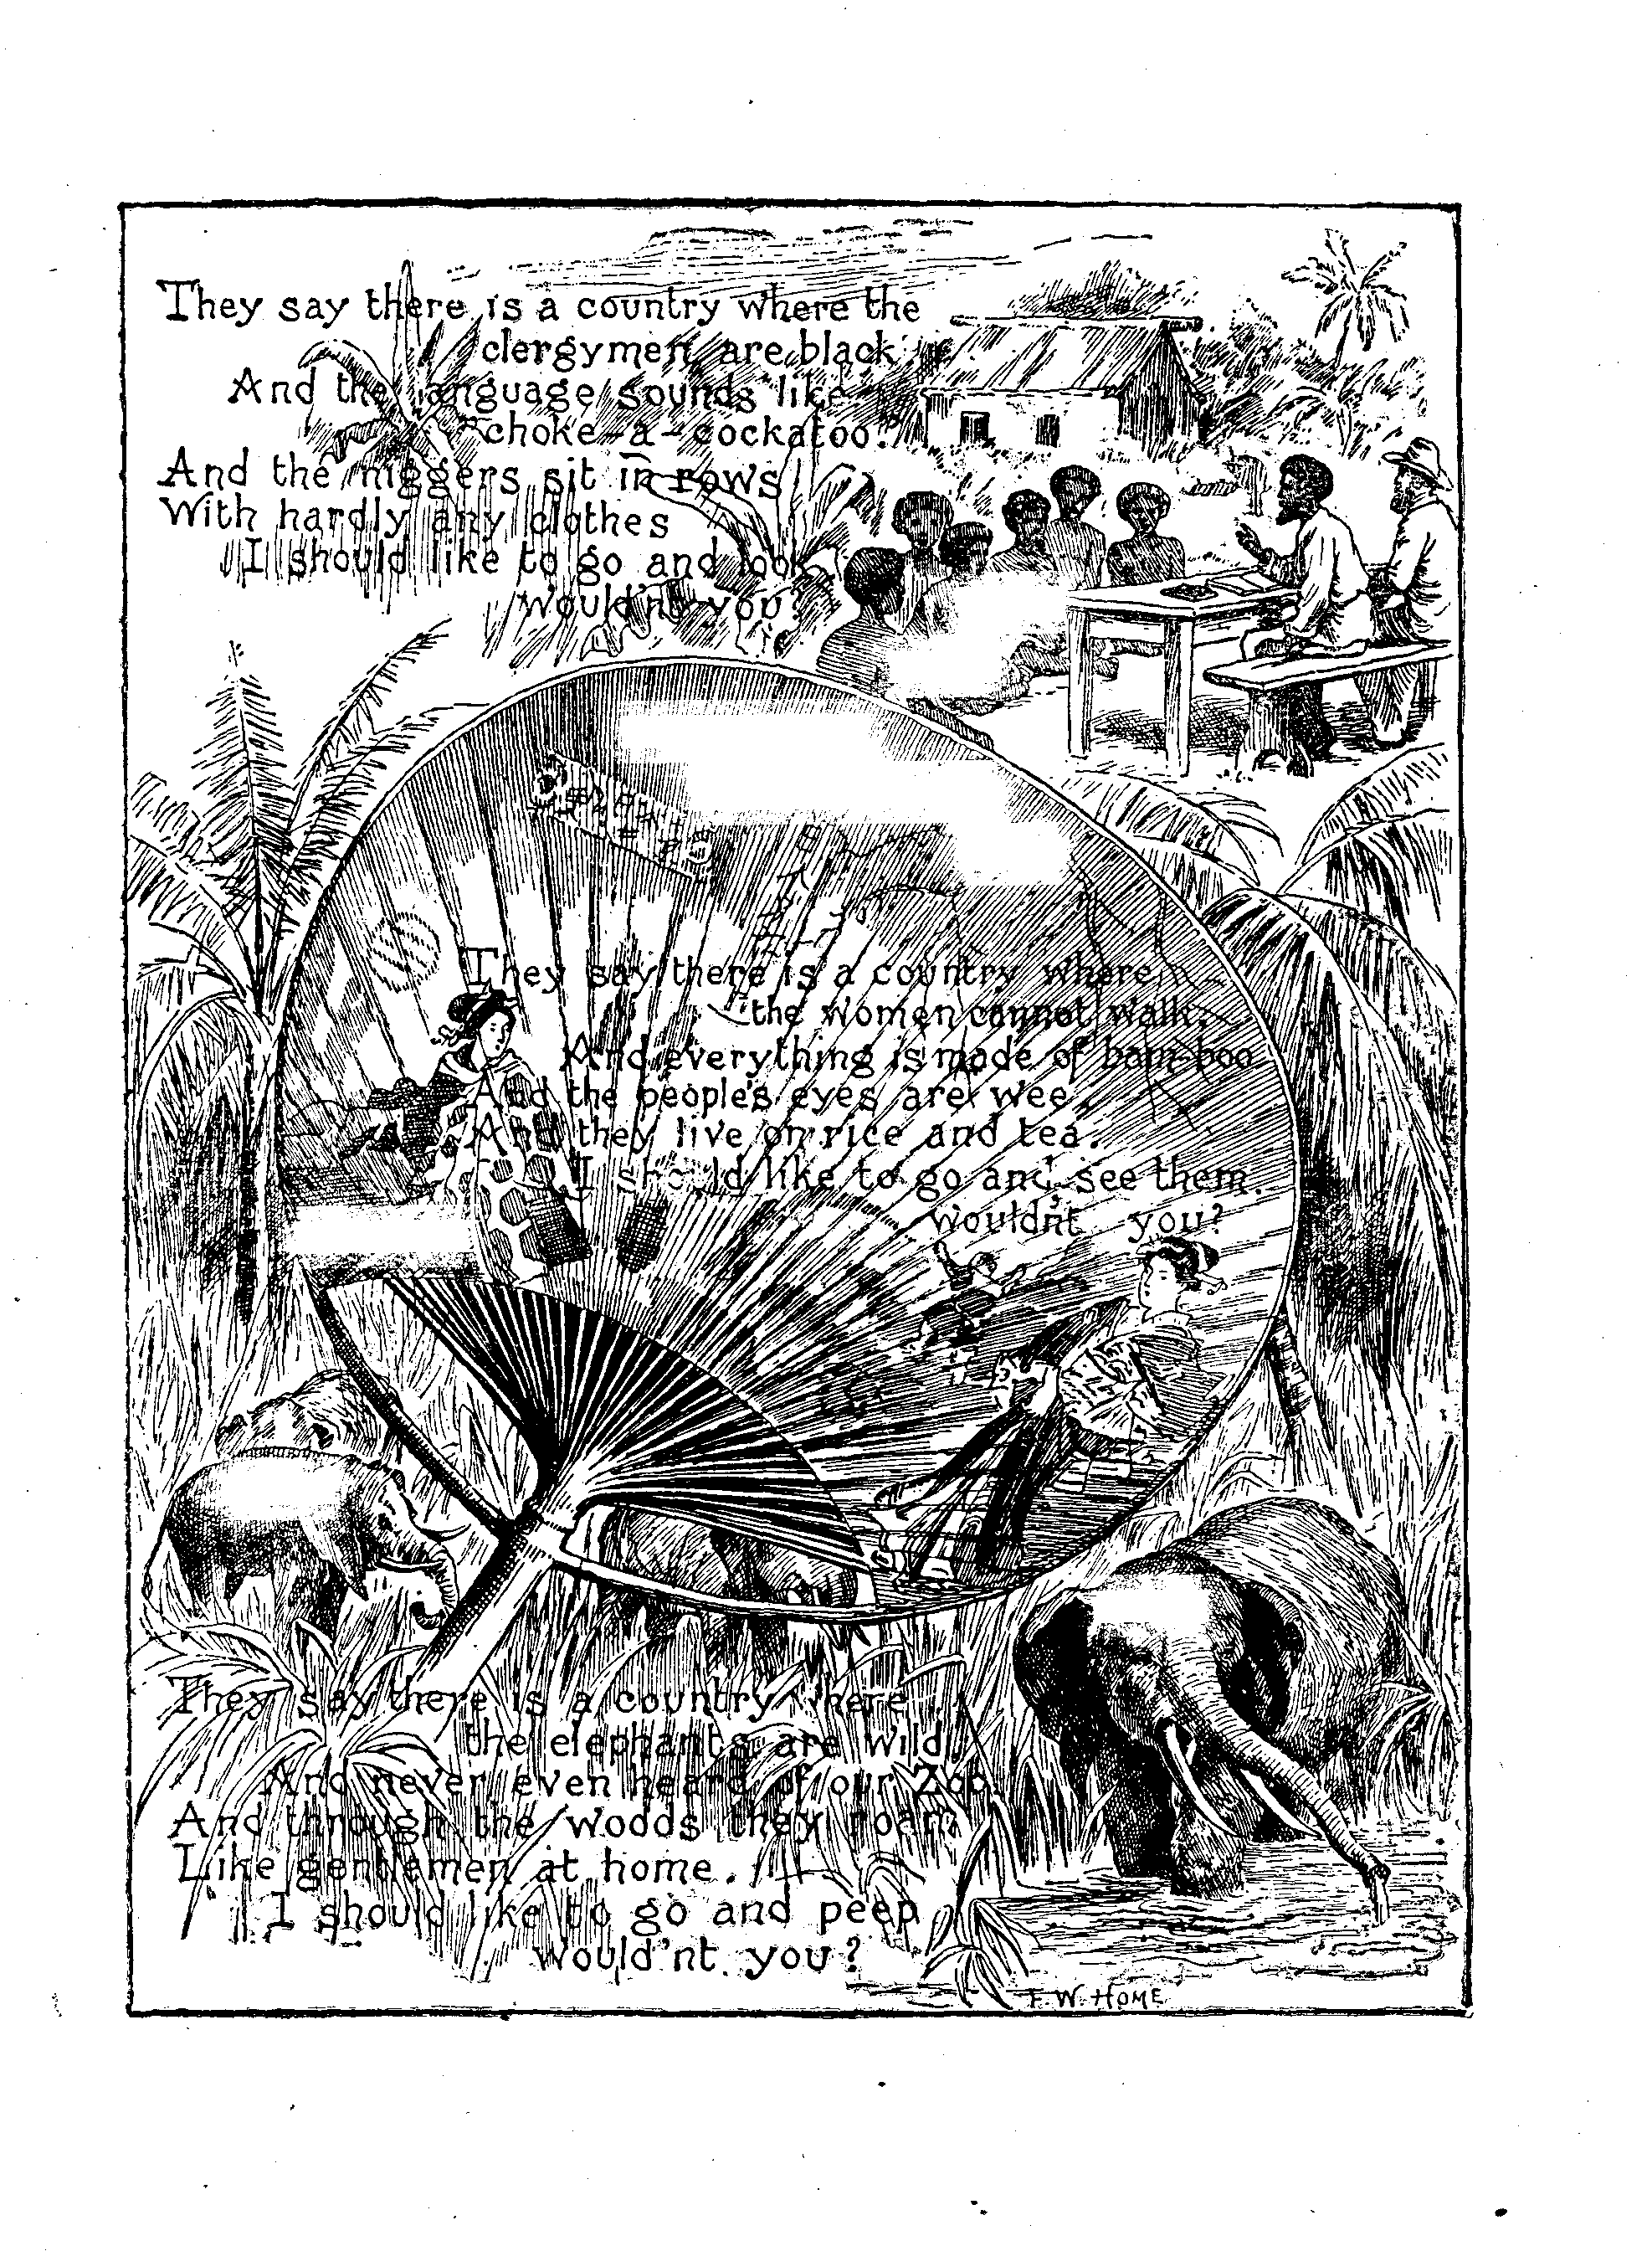 They say there is a country where the
clergymen are black
And the language sounds like
"choke-a-cockatoo."
And the niggers sit in rows
With hardly any clothes
I should like to go and look
Would'nt you?
They say there is a country where
the women cannot walk.
And everything is made of bam-boo.
And the people's eyes are wee,
And they live on rice and tea.
I should like to go and see them.
Wouldn't you?
They say there is a country where
the elephants are wild
And never even heard of our Zoo
And through the woods they roam
Like gentlemen at home.
I should like to go and peep
Would'nt you?
F. W. HOME